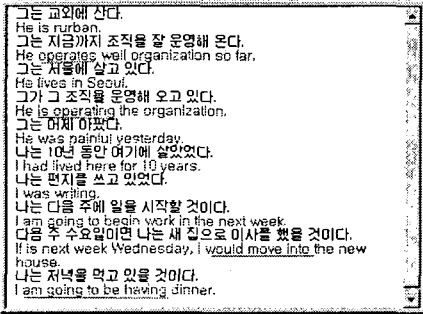 그는 교외에 산다.
He is rurban.
그는 지금까지 조직을 잘 운영해 온다.
He operates well organization so far.
그는 서울에 살고 있다.
He lives in Seoul.
그가 그 조직을 운영해 오고 있다.
He is operating the organization.
그는 어제 아팠다.
He was painful yesterday.
나는 10년 동안 여기에 살았었다.
I had lived here for 10 years.
나는 편지를 쓰고 있었다.
I was writing.
나는 다음 주에 일을 시작할 것이다.
I am going to begin work in the next week.
다음 주 수요일이면 나는 새 집으로 이사를 했을 것이다.
If is next week Wednesday, I would move into the new
house.
나는 저녁을 먹고 있을 것이다.
I am going to be having dinner.